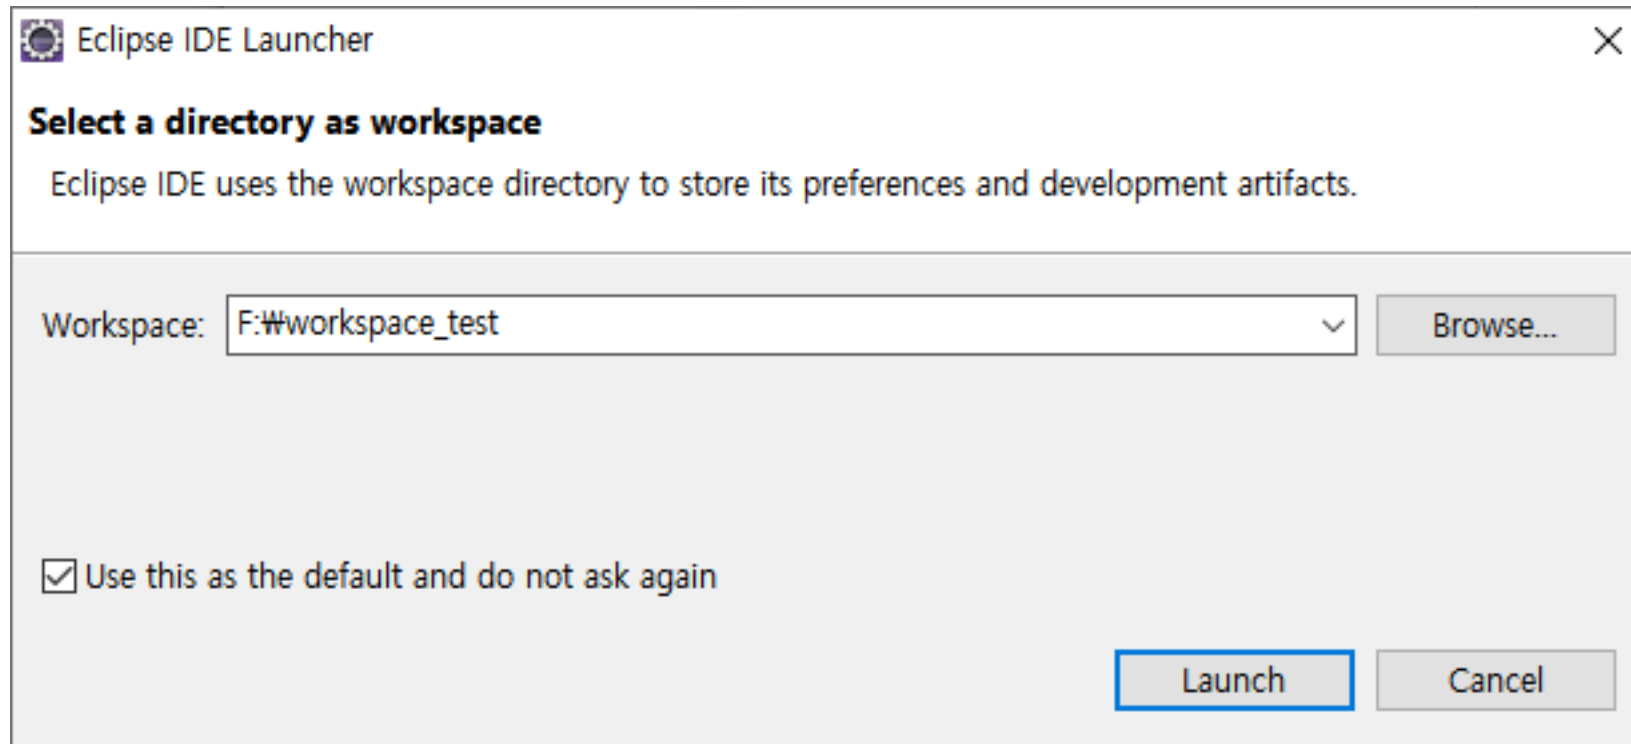 Eclipse IDE Launcher
Select a directory as workspace
Eclipse IDE uses the workspace directory to store its preferences and development artifacts.
Workspace: F:₩workspace_test Browse...
Use this as the default and do not ask again
Launch Cancel